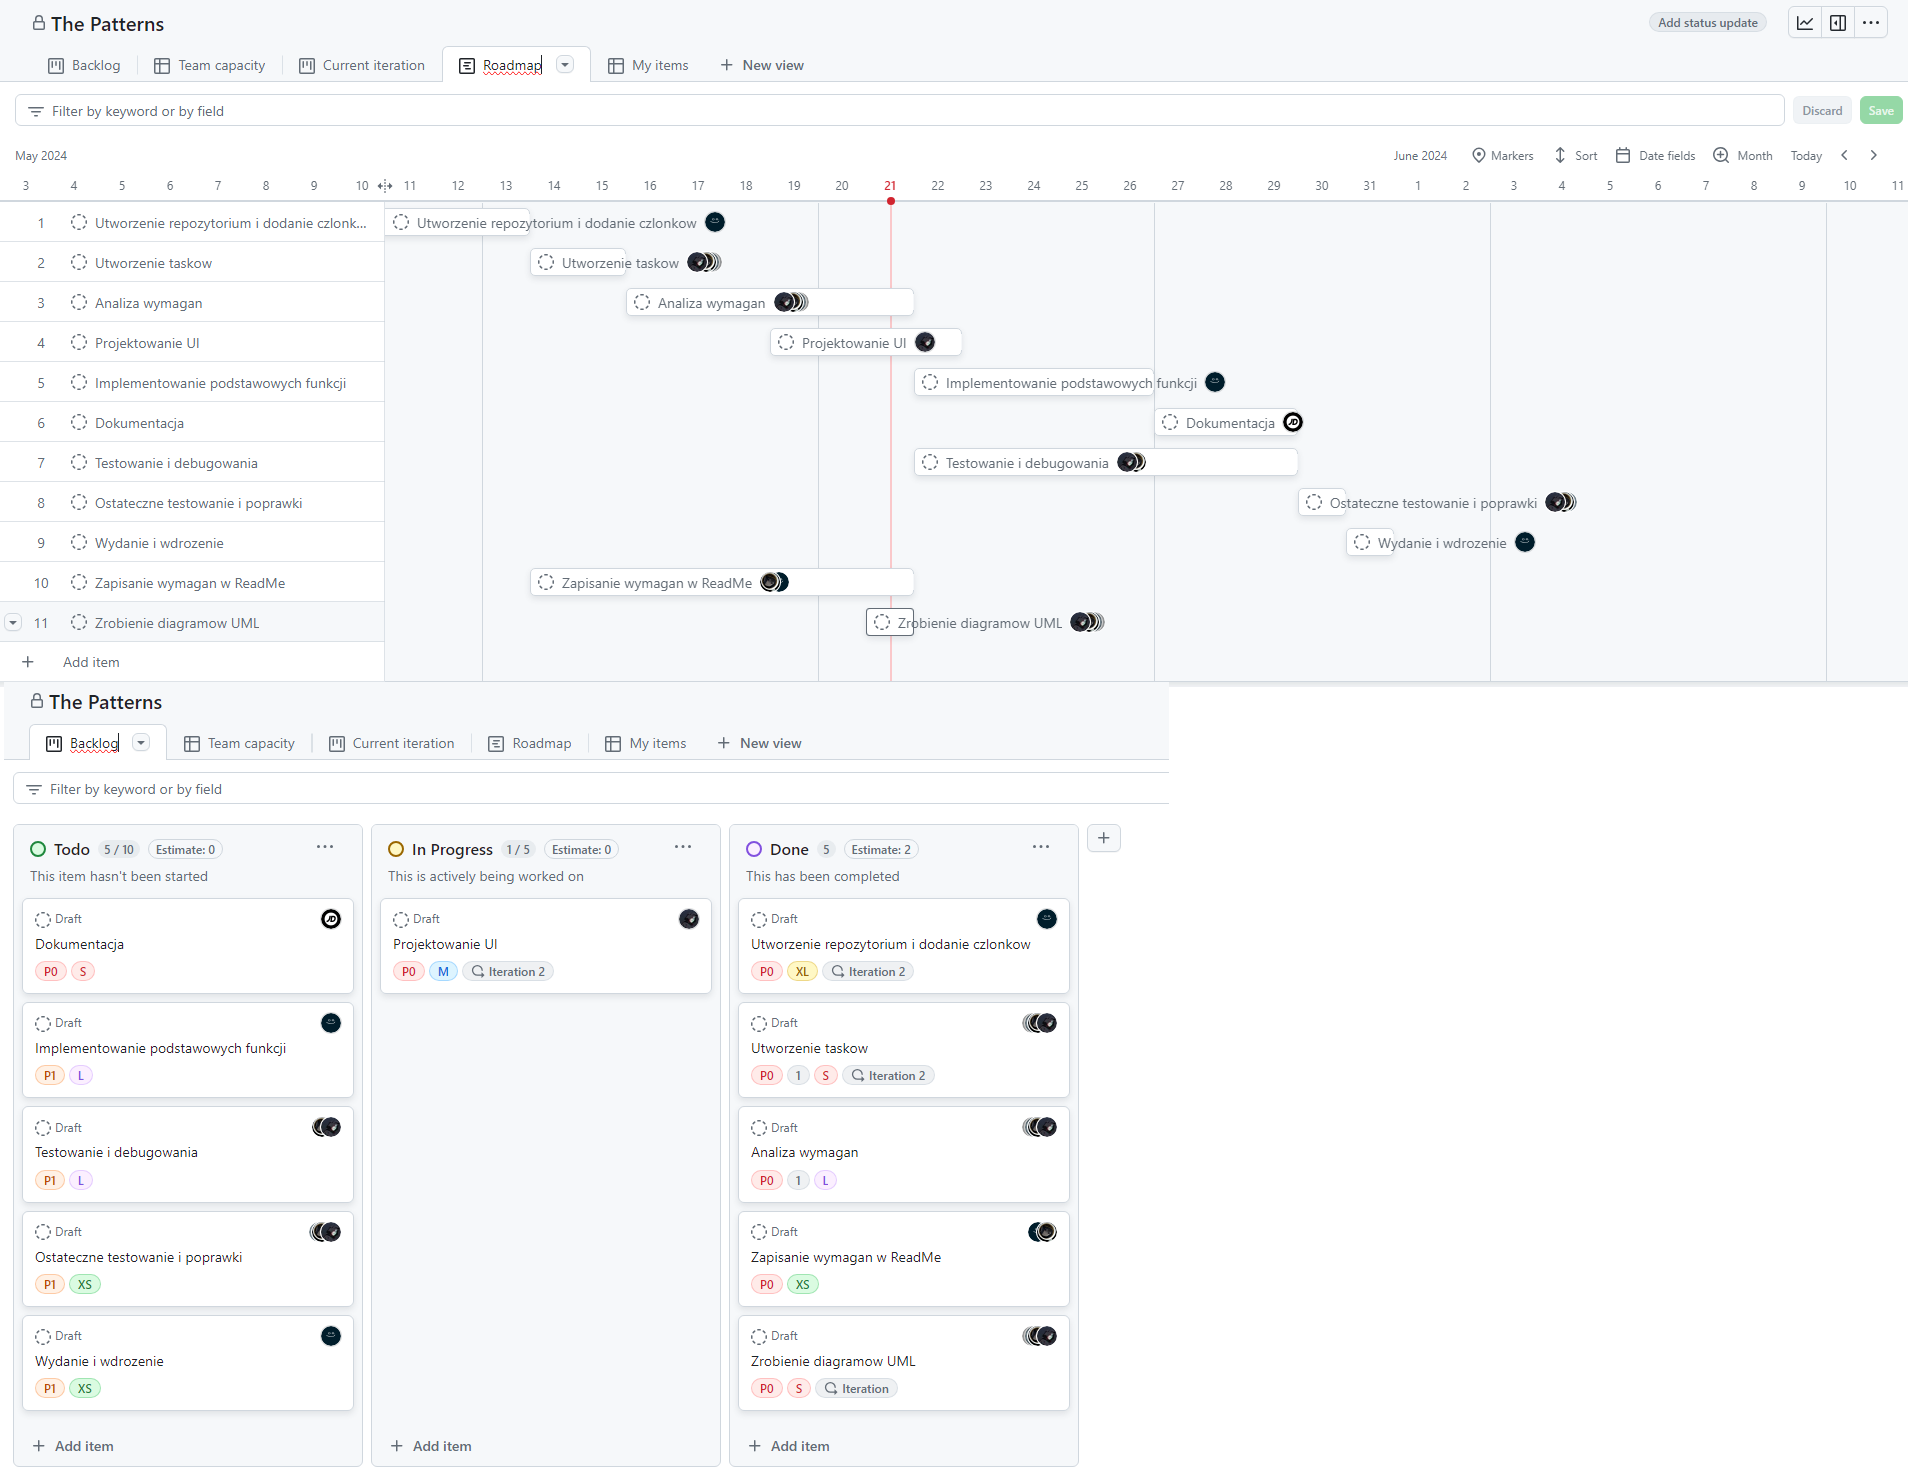 The Patterns
Add status update
Backlog Team capacity Current iteration Roadmap My items New view
Filter by keyword or by field
Discard Save
May 2024 June 2024 Markers Sort Date fields Month Today
3 4 5 6 7 8 9 10 11 12 13 14 15 16 17 18 19 20 21 22 23 24 25 26 27 28 29 30 31 1 2 3 4 5 6 7 8 9 10 11
1 Utworzenie repozytorium i dodanie czlonk... Utworzenie repozytorium i dodanie czlonkow
2 Utworzenie taskow Utworzenie taskow
3 Analiza wymagan Analiza wymagan
4 Projektowanie UI Projektowanie UI
5 Implementowanie podstawowych funkcji Implementowanie podstawowych funkcji
6 Dokumentacja Dokumentacja
7 Testowanie i debugowania Testowanie i debugowania
8 Ostateczne testowanie i poprawki Ostateczne testowanie i poprawki
9 Wydanie i wdrozenie Wydanie i wdrozenie
10 Zapisanie wymagan w ReadMe Zapisanie wymagan w ReadMe
11 Zrobienie diagramow UML Zrobienie diagramow UML
Add item
The Patterns
Backlog Team capacity Current iteration Roadmap My items New view
Filter by keyword or by field
Todo 5 / 10 Estimate: 0
This item hasn't been started
Draft
Dokumentacja
P0 S
Draft
Implementowanie podstawowych funkcji
P1 L
Draft
Testowanie i debugowania
P1 L
Draft
Ostateczne testowanie i poprawki
P1 XS
Draft
Wydanie i wdrozenie
P1 XS
Add item
In Progress 1 / 5 Estimate: 0
This is actively being worked on
Draft
Projektowanie UI
P0 M Iteration 2
Add item
Done 5 Estimate: 2
This has been completed
Draft
Utworzenie repozytorium i dodanie czlonkow
P0 XL Iteration 2
Draft
Utworzenie taskow
P0 1 S Iteration 2
Draft
Analiza wymagan
P0 1 L
Draft
Zapisanie wymagan w ReadMe
P0 XS
Draft
Zrobienie diagramow UML
P0 S Iteration
Add item